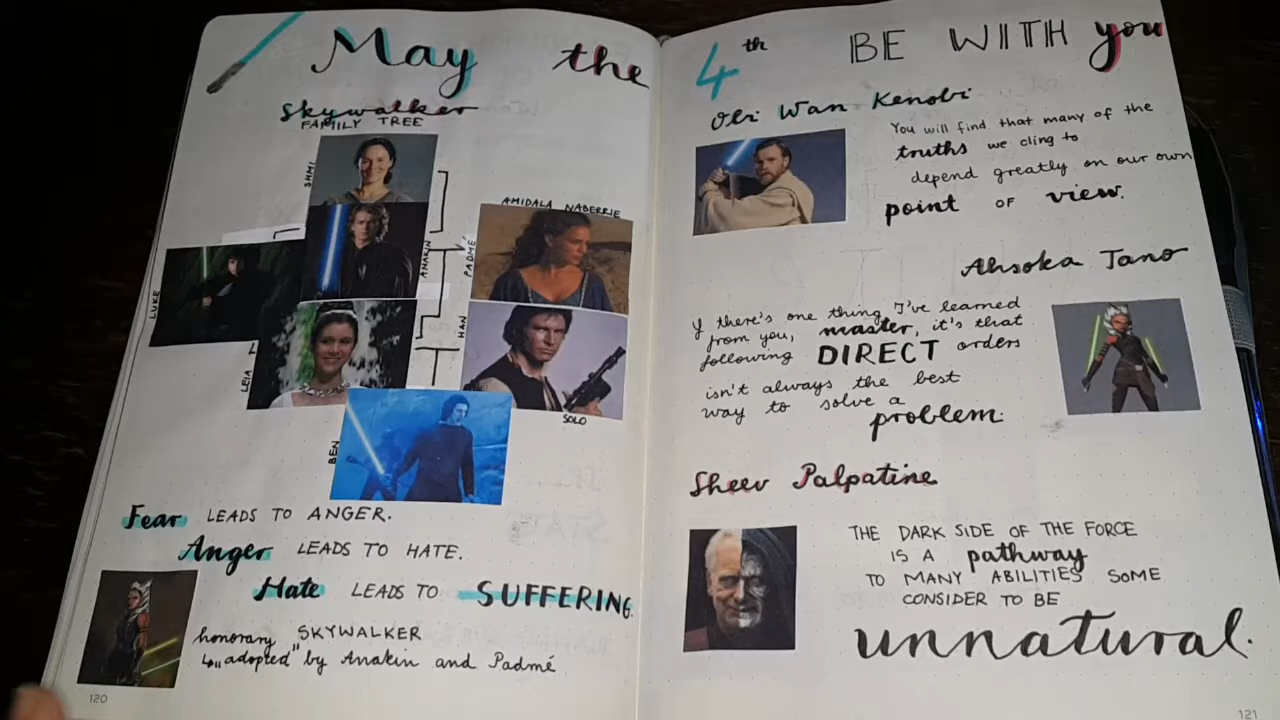 May the
Skywalker
FAMILY TREE
SHMI
ANAKIN
AMIDALA NABERRIE
PADMÉ
LUKE
LEIA
HAN
SOLO
BEN
Fear LEADS TO ANGER.
Anger LEADS TO HATE.
Hate LEADS TO SUFFERING.
honorary SKYWALKER
↳ „adopted" by Anakin and Padmé
120
4th BE WITH you
Obi Wan Kenobi
You will find that many of the
truths we cling to
depend greatly on our own
point OF view.
Ahsoka Tano
If there's one thing I've learned
from you, master, it's that
following DIRECT orders
isn't always the best
way to solve a
problem.
Sheev Palpatine
THE DARK SIDE OF THE FORCE
IS A pathway
TO MANY ABILITIES SOME
CONSIDER TO BE
unnatural.
121